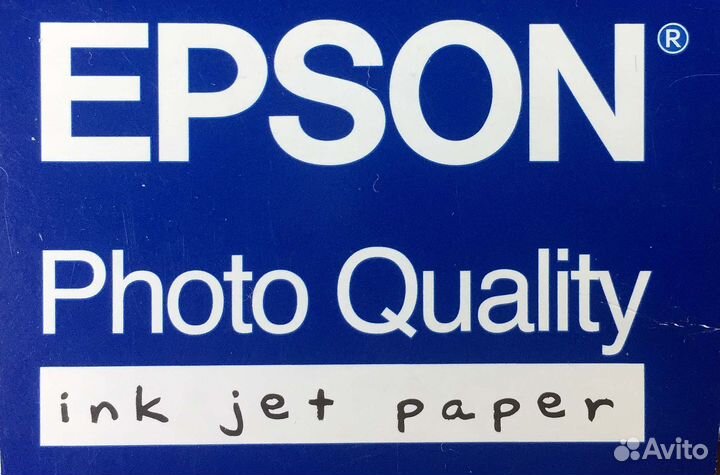 EPSON®
Photo Quality
ink jet paper
Avito